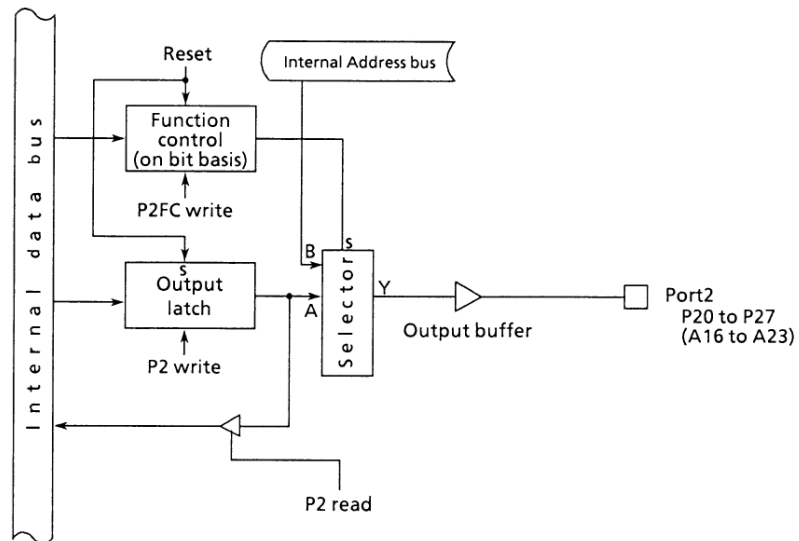 Reset
Internal Address bus
Function
control
(on bit basis)
P2FC write
Internal data bus
B
S
S
Output
latch
A
Selector
Y
Output buffer
Port2
P20 to P27
(A16 to A23)
P2 write
P2 read